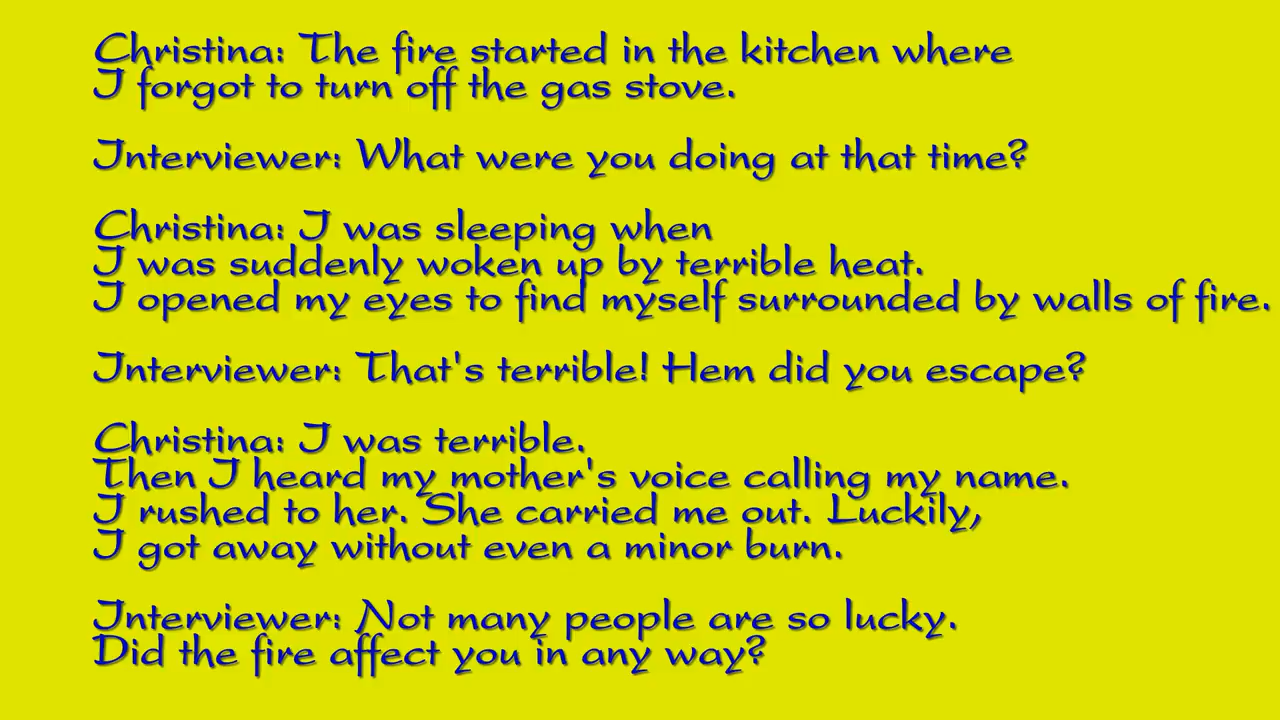 Christina: The fire started in the kitchen where
I forgot to turn off the gas stove.
Interviewer: What were you doing at that time?
Christina: I was sleeping when
I was suddenly woken up by terrible heat.
I opened my eyes to find myself surrounded by walls of fire.
Interviewer: That's terrible! Hem did you escape?
Christina: I was terrible.
Then I heard my mother's voice calling my name.
I rushed to her. She carried me out. Luckily,
I got away without even a minor burn.
Interviewer: Not many people are so lucky.
Did the fire affect you in any way?